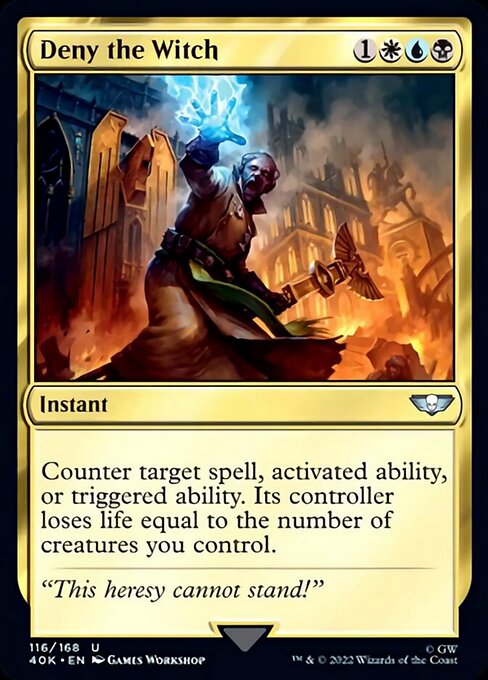 Deny the Witch 1
Instant
Counter target spell, activated ability,
or triggered ability. Its controller
loses life equal to the number of
creatures you control.
“This heresy cannot stand!”
116/168 U
40K • EN Games Workshop
© GW
™ & © 2022 Wizards of the Coast